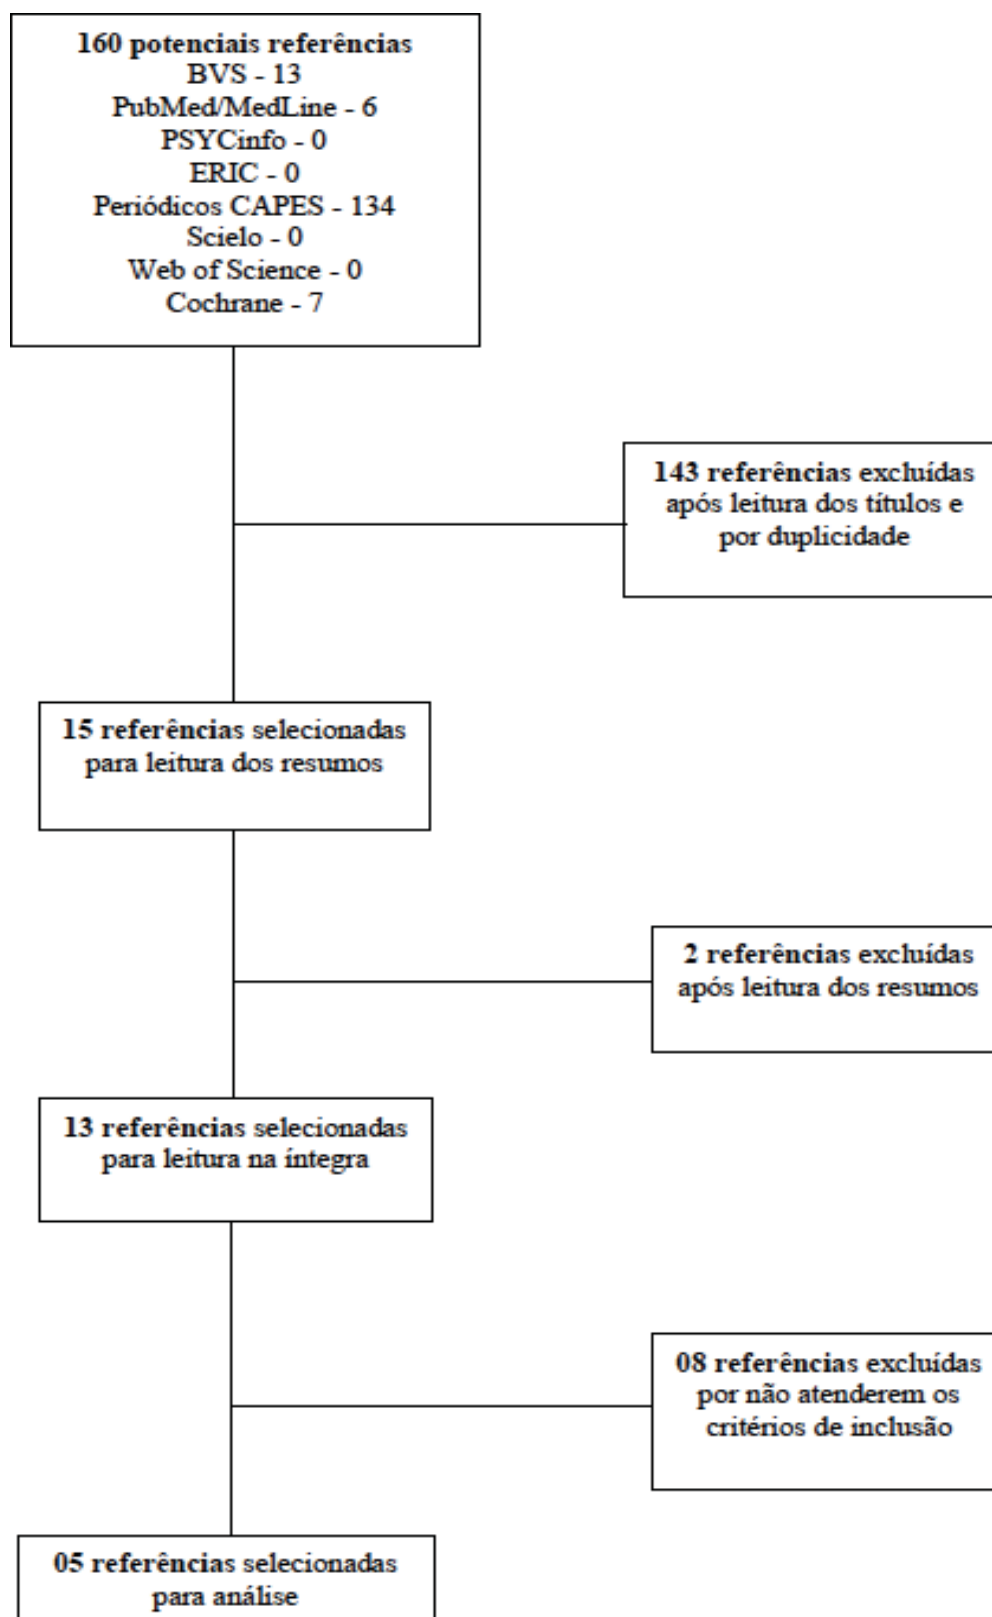 160 potenciais referências
BVS - 13
PubMed/MedLine - 6
PSYCinfo - 0
ERIC - 0
Periódicos CAPES - 134
Scielo - 0
Web of Science - 0
Cochrane - 7
143 referências excluídas
após leitura dos títulos e
por duplicidade
15 referências selecionadas
para leitura dos resumos
2 referências excluídas
após leitura dos resumos
13 referências selecionadas
para leitura na íntegra
08 referências excluídas
por não atenderem os
critérios de inclusão
05 referências selecionadas
para análise